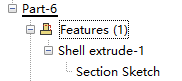 Part-6
Features (1)
Shell extrude-1
Section Sketch